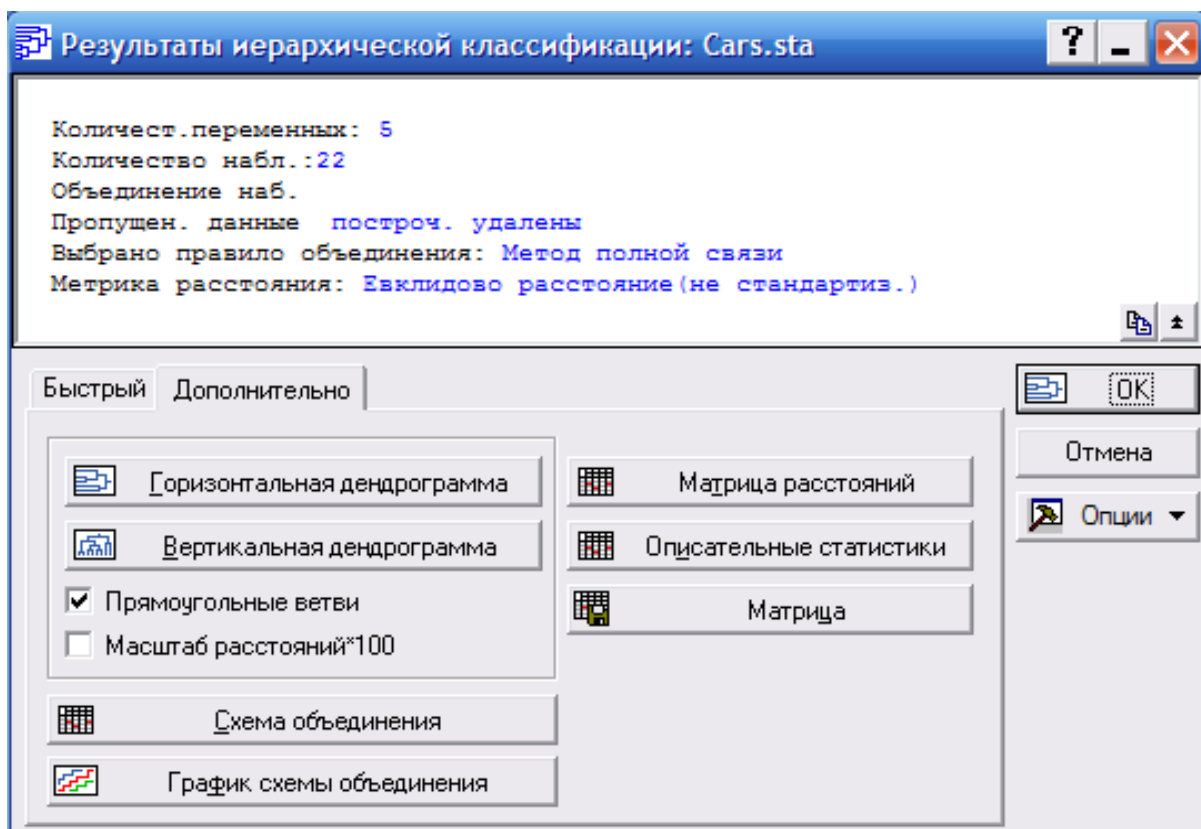 Результаты иерархической классификации: Cars.sta
?
Количест.переменных: 5
Количество набл.:22
Объединение наб.
Пропущен. данные построч. удалены
Выбрано правило объединения: Метод полной связи
Метрика расстояния: Евклидово расстояние(не стандартиз.)
Быстрый
Дополнительно
OK
Отмена
Опции
Горизонтальная дендрограмма
Матрица расстояний
Вертикальная дендрограмма
Описательные статистики
Прямоугольные ветви
Матрица
Масштаб расстояний*100
Схема объединения
График схемы объединения